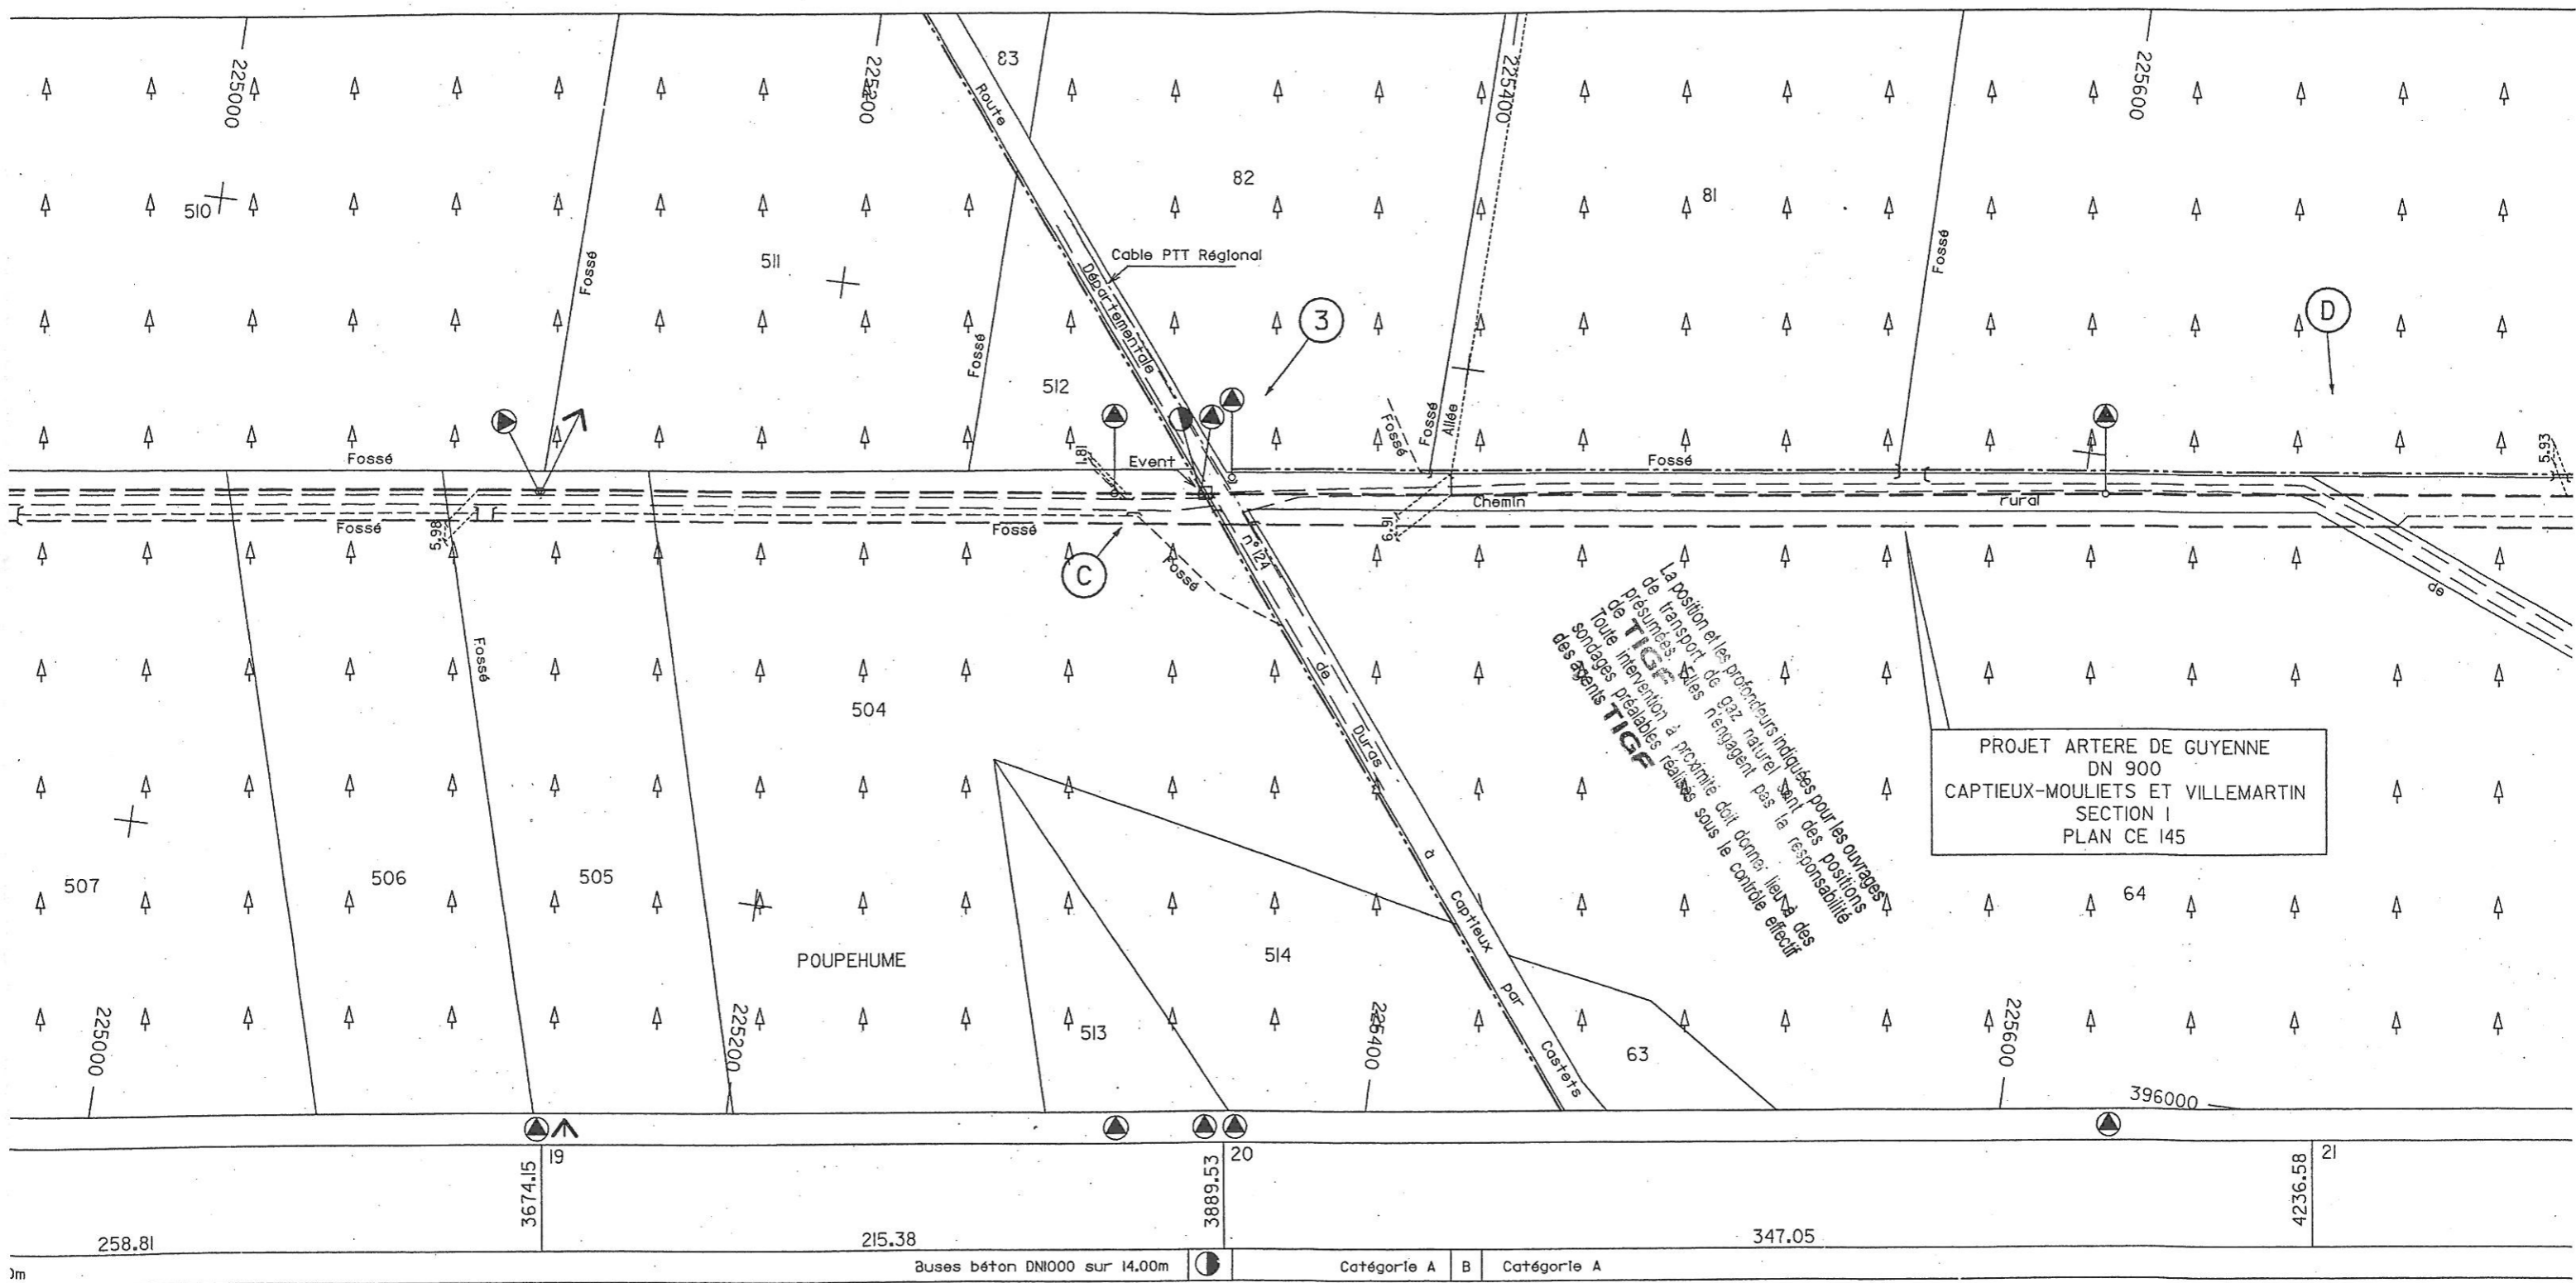 225000
225200
225400
225600
83
Route
510
82
81
511
Fossé
Cable PTT Régional
Départementale
Fossé
3
D
512
Fossé
Fossé
Fossé
Allée
Fossé
1.81
Event
Fossé
5.93
Fossé
5.98
Fossé
6.91
Chemin
rural
C
Fossé
n° 124
de
Fossé
de
504
Duras
La position et les profondeurs indiquées pour les ouvrages
de transport de gaz naturel sont des positions
présumées. Elles n'engagent pas la responsabilité
de TIGF
Toute intervention à proximité doit donner lieu à des
sondages préalables réalisés sous le contrôle effectif
des agents TIGF
PROJET ARTERE DE GUYENNE
DN 900
CAPTIEUX-MOULIETS ET VILLEMARTIN
SECTION 1
PLAN CE 145
à
507
506
505
Captieux
64
POUPEHUME
514
par
225000
225200
513
225400
Castets
63
225600
396000
3674.15
19
3889.53
20
4236.58
21
258.81
215.38
347.05
Buses béton DN1000 sur 14.00m
Catégorie A
B
Catégorie A